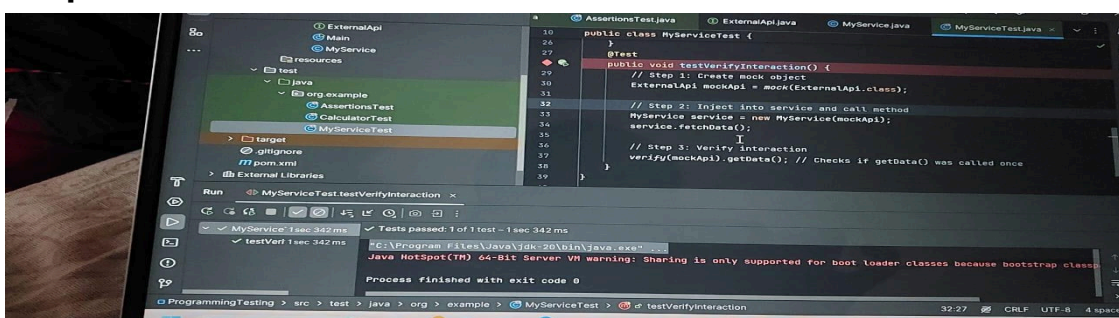 AssertionsTest.java
ExternalApi.java
MyService.java
MyServiceTest.java
ExternalApi
Main
MyService
resources
test
java
org.example
AssertionsTest
CalculatorTest
MyServiceTest
target
.gitignore
pom.xml
External Libraries
10 public class MyServiceTest {
26 }
27 @Test
public void testVerifyInteraction() {
29 // Step 1: Create mock object
30 ExternalApi mockApi = mock(ExternalApi.class);
31
32 // Step 2: Inject into service and call method
33 MyService service = new MyService(mockApi);
34 service.fetchData();
35
36 // Step 3: Verify interaction
37 verify(mockApi).getData(); // Checks if getData() was called once
38 }
39 }
Run MyServiceTest.testVerifyInteraction
MyService 1 sec 342 ms
Tests passed: 1 of 1 test – 1 sec 342 ms
testVeri 1 sec 342 ms
"C:\Program Files\Java\jdk-20\bin\java.exe" ...
Java HotSpot(TM) 64-Bit Server VM warning: Sharing is only supported for boot loader classes because bootstrap classp
Process finished with exit code 0
ProgrammingTesting > src > test > java > org > example > MyServiceTest > testVerifyInteraction
32:27 CRLF UTF-8 4 spac